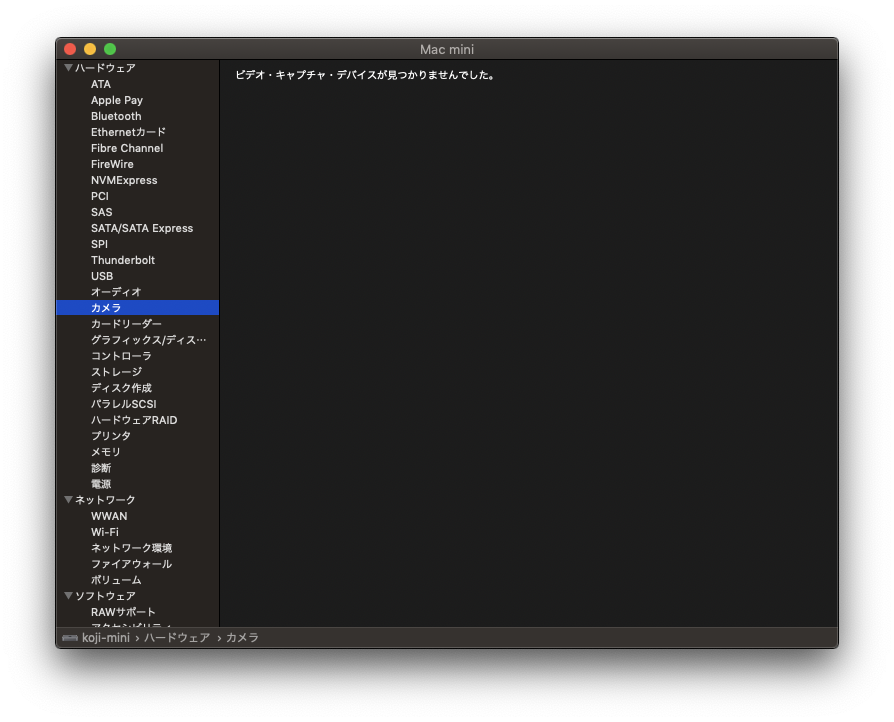 Mac mini
ハードウェア
ATA
Apple Pay
Bluetooth
Ethernetカード
Fibre Channel
FireWire
NVMExpress
PCI
SAS
SATA/SATA Express
SPI
Thunderbolt
USB
オーディオ
カメラ
カードリーダー
グラフィックス/ディス…
コントローラ
ストレージ
ディスク作成
パラレルSCSI
ハードウェアRAID
プリンタ
メモリ
診断
電源
ネットワーク
WWAN
Wi-Fi
ネットワーク環境
ファイアウォール
ボリューム
ソフトウェア
RAWサポート
アクセシビリティ
ビデオ・キャプチャ・デバイスが見つかりませんでした。
koji-mini › ハードウェア › カメラ